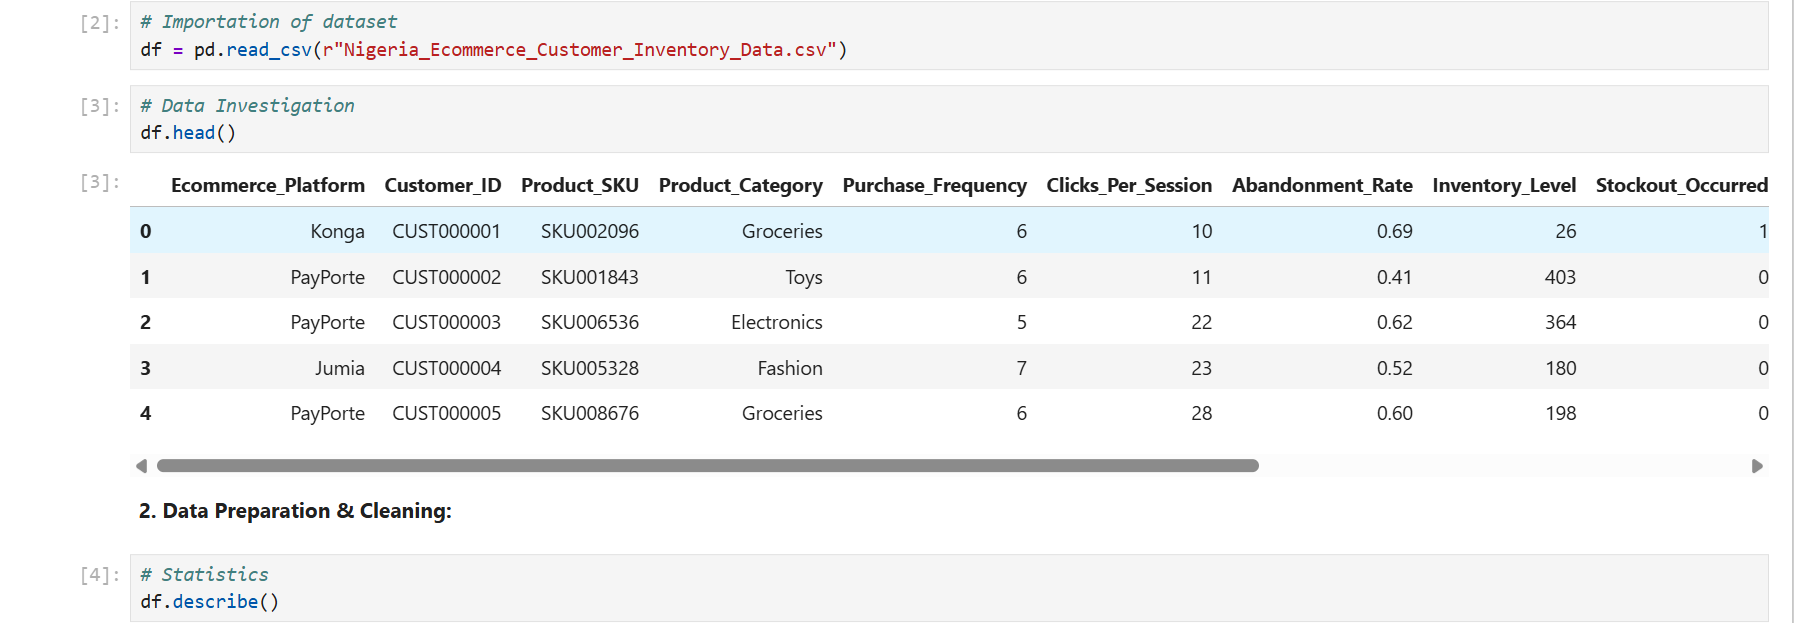 [2]: # Importation of dataset
df = pd.read_csv(r"Nigeria_Ecommerce_Customer_Inventory_Data.csv")
[3]: # Data Investigation
df.head()
[3]: Ecommerce_Platform Customer_ID Product_SKU Product_Category Purchase_Frequency Clicks_Per_Session Abandonment_Rate Inventory_Level Stockout_Occurred
0 Konga CUST000001 SKU002096 Groceries 6 10 0.69 26 1
1 PayPorte CUST000002 SKU001843 Toys 6 11 0.41 403 0
2 PayPorte CUST000003 SKU006536 Electronics 5 22 0.62 364 0
3 Jumia CUST000004 SKU005328 Fashion 7 23 0.52 180 0
4 PayPorte CUST000005 SKU008676 Groceries 6 28 0.60 198 0
2. Data Preparation & Cleaning:
[4]: # Statistics
df.describe()